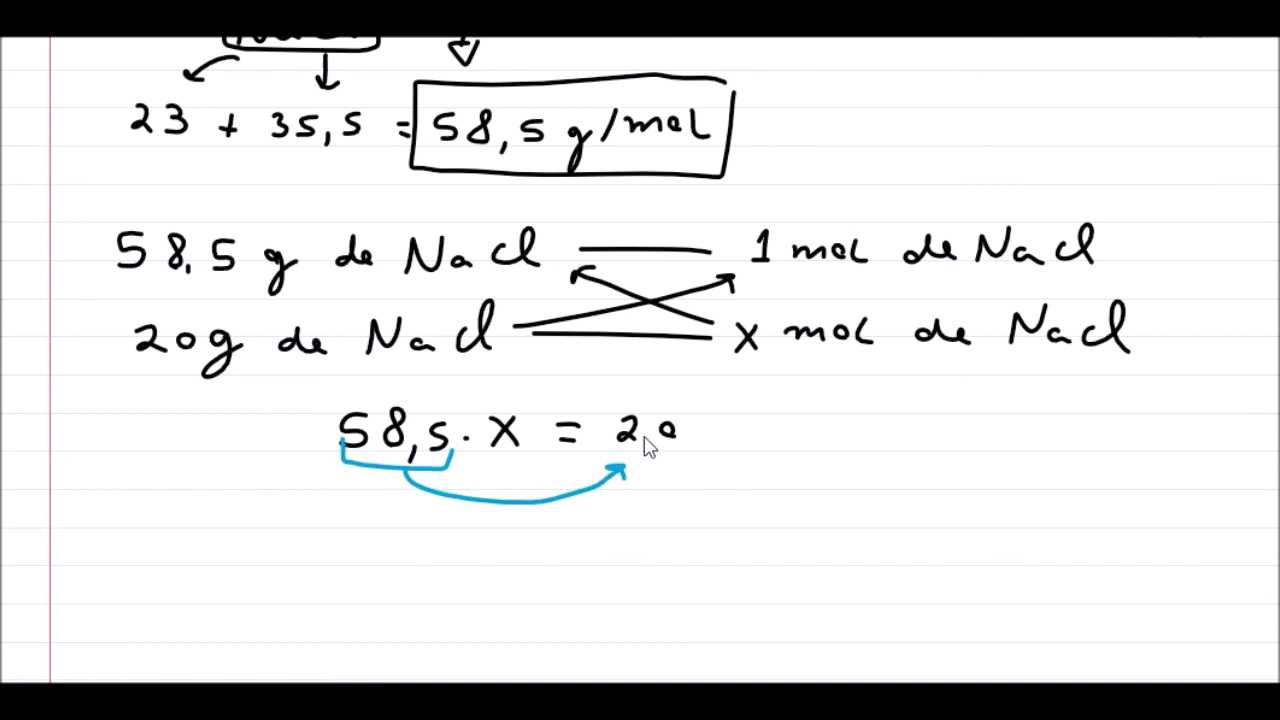 23 + 35,5 = 58,5 g/mol
58,5 g de NaCl — 1 mol de NaCl
20g de NaCl — x mol de NaCl
58,5 . x = 20